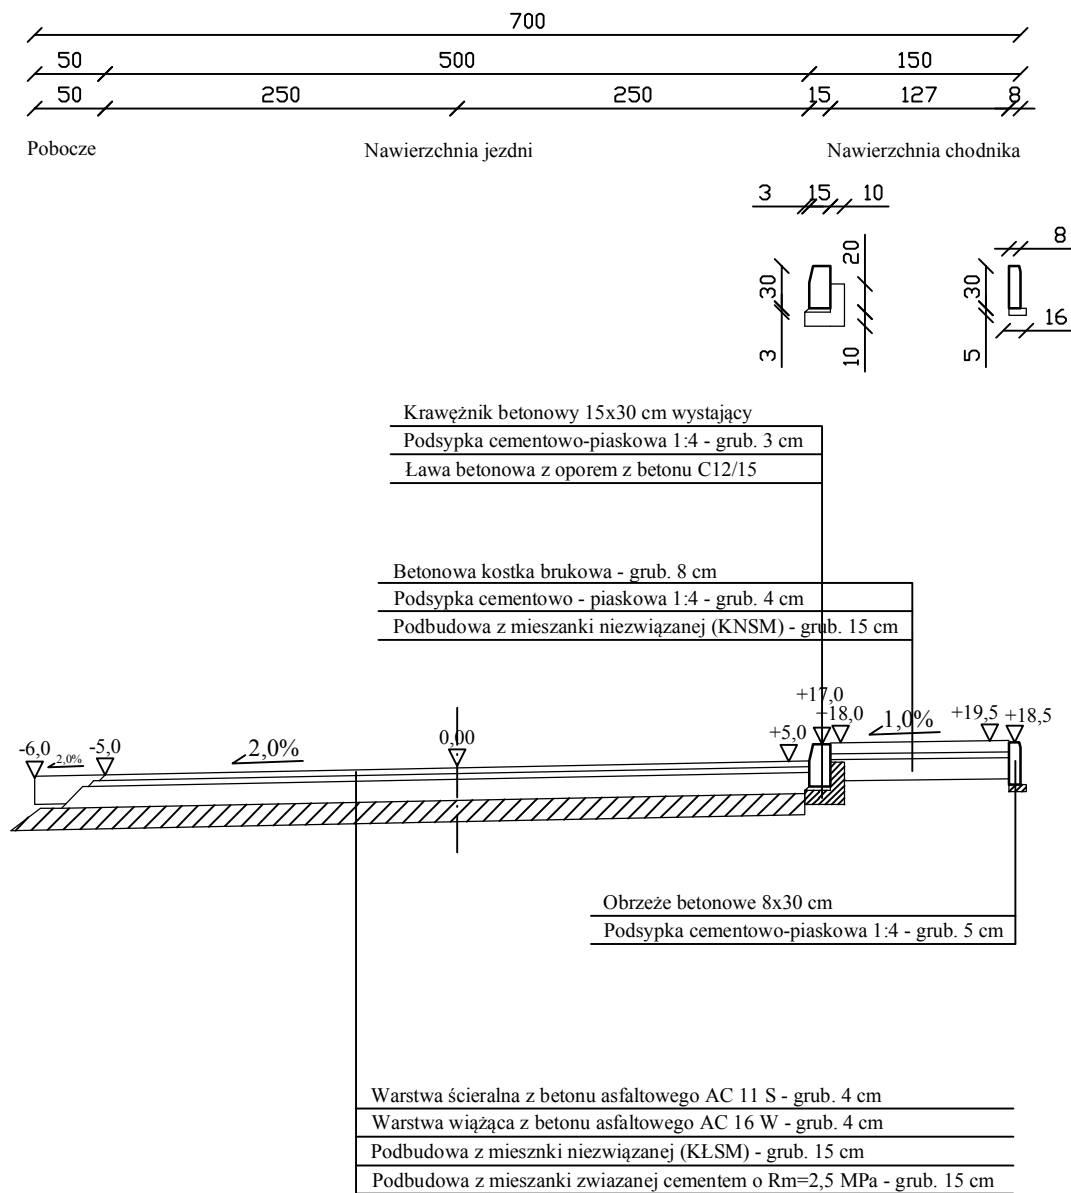 700
50 500 150
50 250 250 15 127 8
Pobocze Nawierzchnia jezdni Nawierzchnia chodnika
3 15 10
8
20
30
30
16
3
10
5
Krawężnik betonowy 15x30 cm wystający
Podsypka cementowo-piaskowa 1:4 - grub. 3 cm
Ława betonowa z oporem z betonu C12/15
Betonowa kostka brukowa - grub. 8 cm
Podsypka cementowo - piaskowa 1:4 - grub. 4 cm
Podbudowa z mieszanki niezwiązanej (KNSM) - grub. 15 cm
+17,0
+18,0 1,0% +19,5 +18,5
-6,0 2,0% -5,0 2,0% 0,00 +5,0
Obrzeże betonowe 8x30 cm
Podsypka cementowo-piaskowa 1:4 - grub. 5 cm
Warstwa ścieralna z betonu asfaltowego AC 11 S - grub. 4 cm
Warstwa wiążąca z betonu asfaltowego AC 16 W - grub. 4 cm
Podbudowa z miesznki niezwiązanej (KŁSM) - grub. 15 cm
Podbudowa z mieszanki zwiazanej cementem o Rm=2,5 MPa - grub. 15 cm